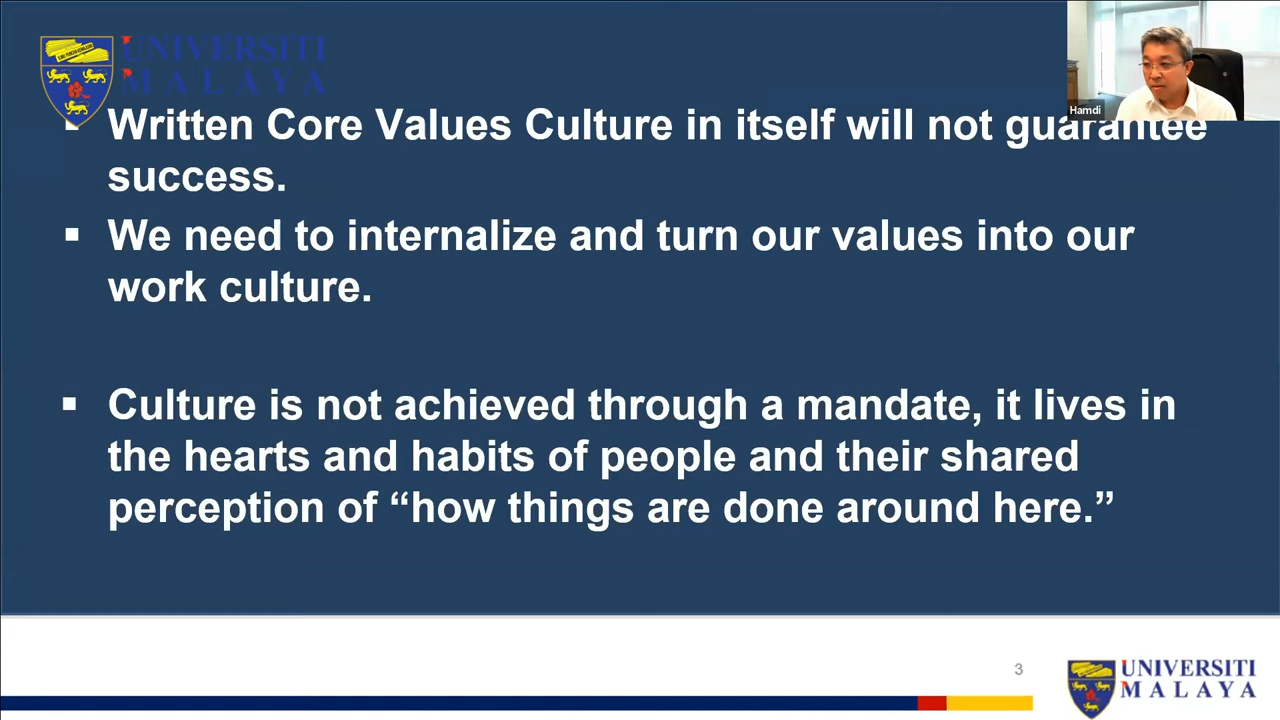 UNIVERSITI
MALAYA
Hamdi
▪ Written Core Values Culture in itself will not guarantee
success.
▪ We need to internalize and turn our values into our
work culture.
▪ Culture is not achieved through a mandate, it lives in
the hearts and habits of people and their shared
perception of “how things are done around here.”
3
UNIVERSITI
MALAYA